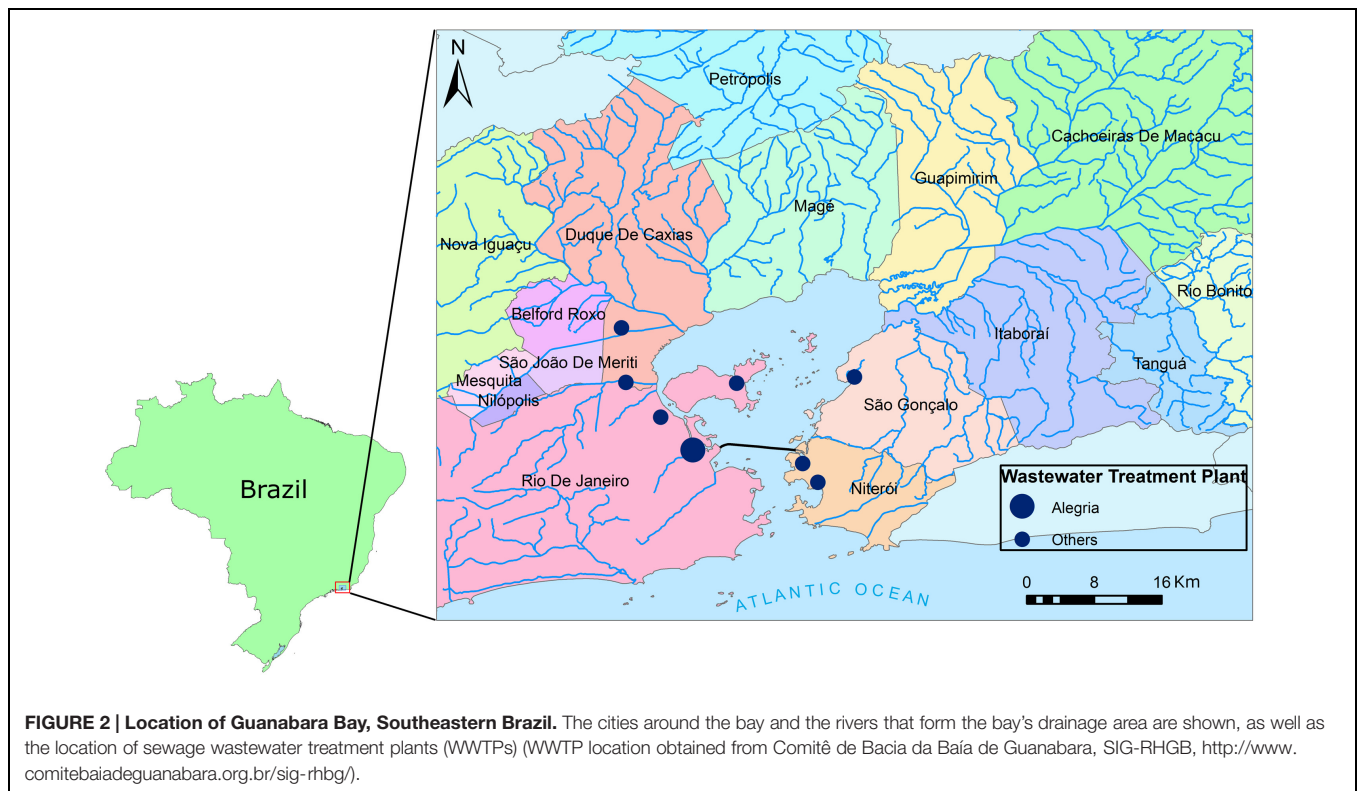 N
Petrópolis
Cachoeiras De Macacu
Guapimirim
Magé
Duque De Caxias
Nova Iguaçu
Rio Bonito
Belford Roxo
Itaboraí
São João De Meriti
Tanguá
Mesquita
Nilópolis
São Gonçalo
Rio De Janeiro
Niterói
Wastewater Treatment Plant
Alegria
Others
0 8 16 Km
ATLANTIC OCEAN
Brazil
FIGURE 2 | Location of Guanabara Bay, Southeastern Brazil. The cities around the bay and the rivers that form the bay's drainage area are shown, as well as
the location of sewage wastewater treatment plants (WWTPs) (WWTP location obtained from Comitê de Bacia da Baía de Guanabara, SIG-RHGB, http://www.
comitebaiadeguanabara.org.br/sig-rhbg/).